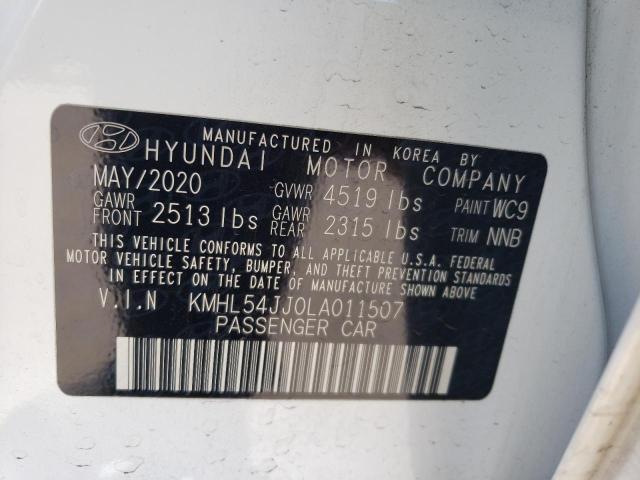 MANUFACTURED IN KOREA BY
HYUNDAI MOTOR COMPANY
MAY/2020 GVWR 4519 lbs PAINT WC9
GAWR FRONT 2513 lbs GAWR REAR 2315 lbs TRIM NNB
THIS VEHICLE CONFORMS TO ALL APPLICABLE U.S.A. FEDERAL
MOTOR VEHICLE SAFETY, BUMPER, AND THEFT PREVENTION STANDARDS
IN EFFECT ON THE DATE OF MANUFACTURE SHOWN ABOVE
V.I.N KMHL54JJ0LA011507
PASSENGER CAR